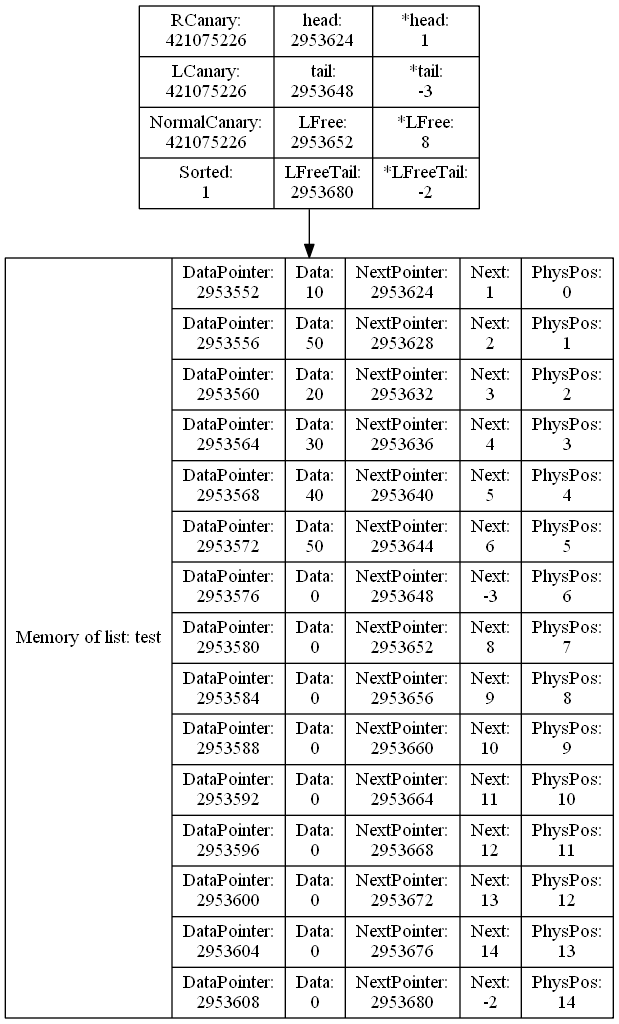 RCanary: head: *head:
421075226 2953624 1
LCanary: tail: *tail:
421075226 2953648 -3
NormalCanary: LFree: *LFree:
421075226 2953652 8
Sorted: LFreeTail: *LFreeTail:
1 2953680 -2
Memory of list: test
DataPointer: Data: NextPointer: Next: PhysPos:
2953552 10 2953624 1 0
DataPointer: Data: NextPointer: Next: PhysPos:
2953556 50 2953628 2 1
DataPointer: Data: NextPointer: Next: PhysPos:
2953560 20 2953632 3 2
DataPointer: Data: NextPointer: Next: PhysPos:
2953564 30 2953636 4 3
DataPointer: Data: NextPointer: Next: PhysPos:
2953568 40 2953640 5 4
DataPointer: Data: NextPointer: Next: PhysPos:
2953572 50 2953644 6 5
DataPointer: Data: NextPointer: Next: PhysPos:
2953576 0 2953648 -3 6
DataPointer: Data: NextPointer: Next: PhysPos:
2953580 0 2953652 8 7
DataPointer: Data: NextPointer: Next: PhysPos:
2953584 0 2953656 9 8
DataPointer: Data: NextPointer: Next: PhysPos:
2953588 0 2953660 10 9
DataPointer: Data: NextPointer: Next: PhysPos:
2953592 0 2953664 11 10
DataPointer: Data: NextPointer: Next: PhysPos:
2953596 0 2953668 12 11
DataPointer: Data: NextPointer: Next: PhysPos:
2953600 0 2953672 13 12
DataPointer: Data: NextPointer: Next: PhysPos:
2953604 0 2953676 14 13
DataPointer: Data: NextPointer: Next: PhysPos:
2953608 0 2953680 -2 14